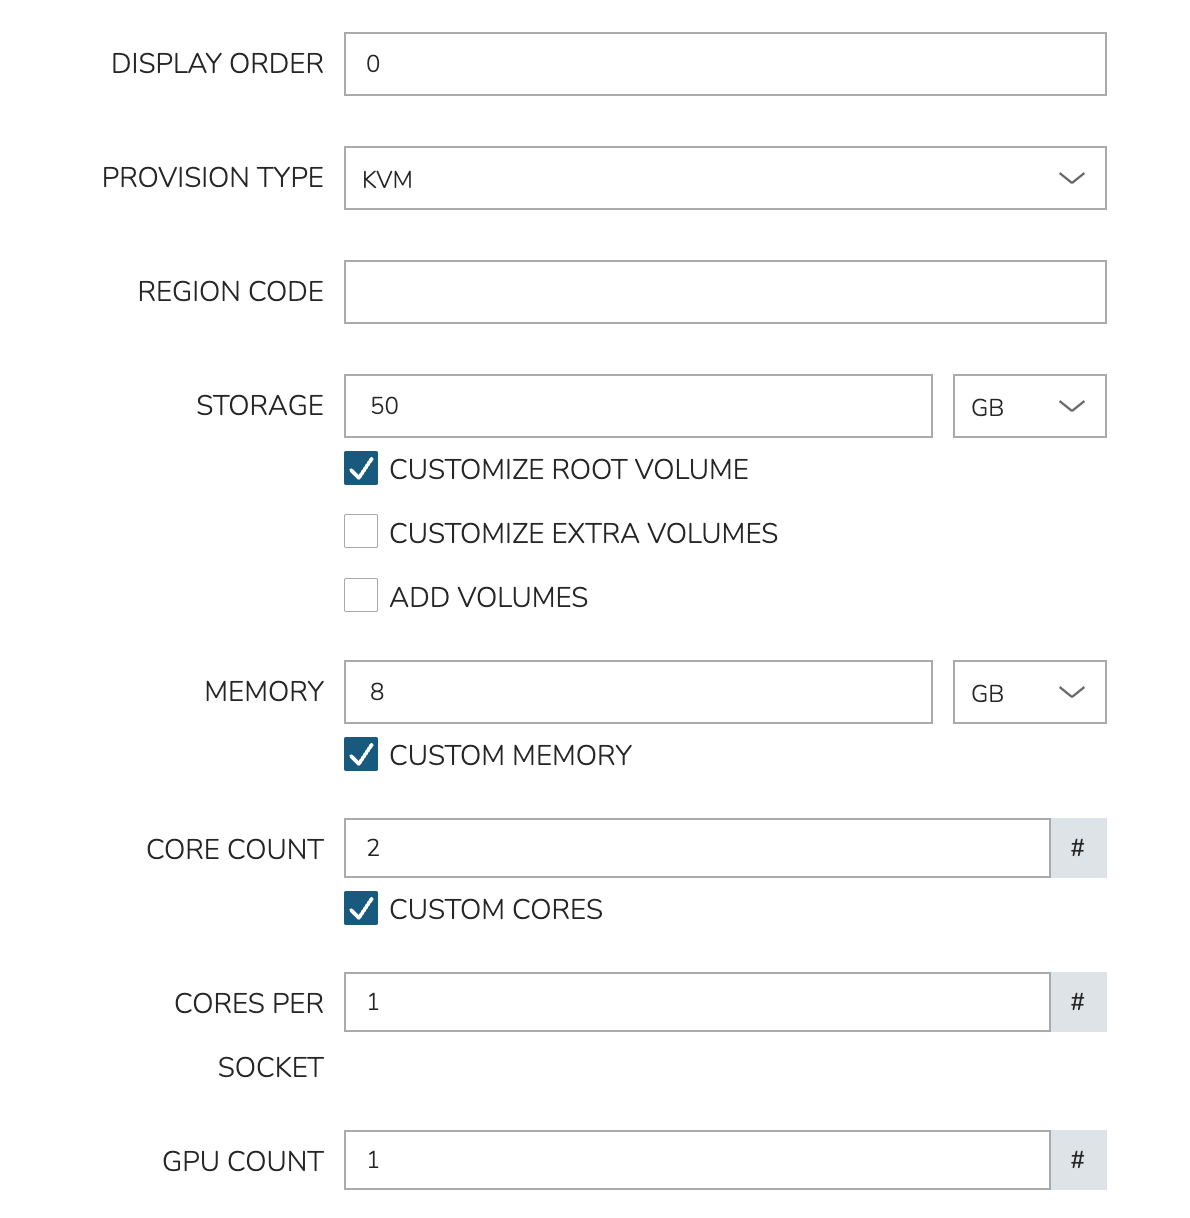 DISPLAY ORDER 0
PROVISION TYPE KVM
REGION CODE
STORAGE 50 GB
CUSTOMIZE ROOT VOLUME
CUSTOMIZE EXTRA VOLUMES
ADD VOLUMES
MEMORY 8 GB
CUSTOM MEMORY
CORE COUNT 2 #
CUSTOM CORES
CORES PER 1 #
SOCKET
GPU COUNT 1 #